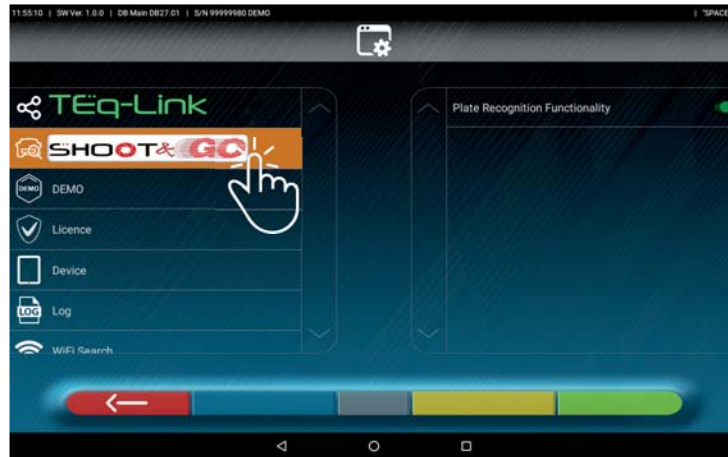 11:55:10 | SW Ver. 1.0.0 | DB Main DB27.01 | S/N 99999980 DEMO | "SPACE
TEq-Link
SHOOT& GO
DEMO DEMO
Licence
Device
LOG Log
WiFi Search
Plate Recognition Functionality